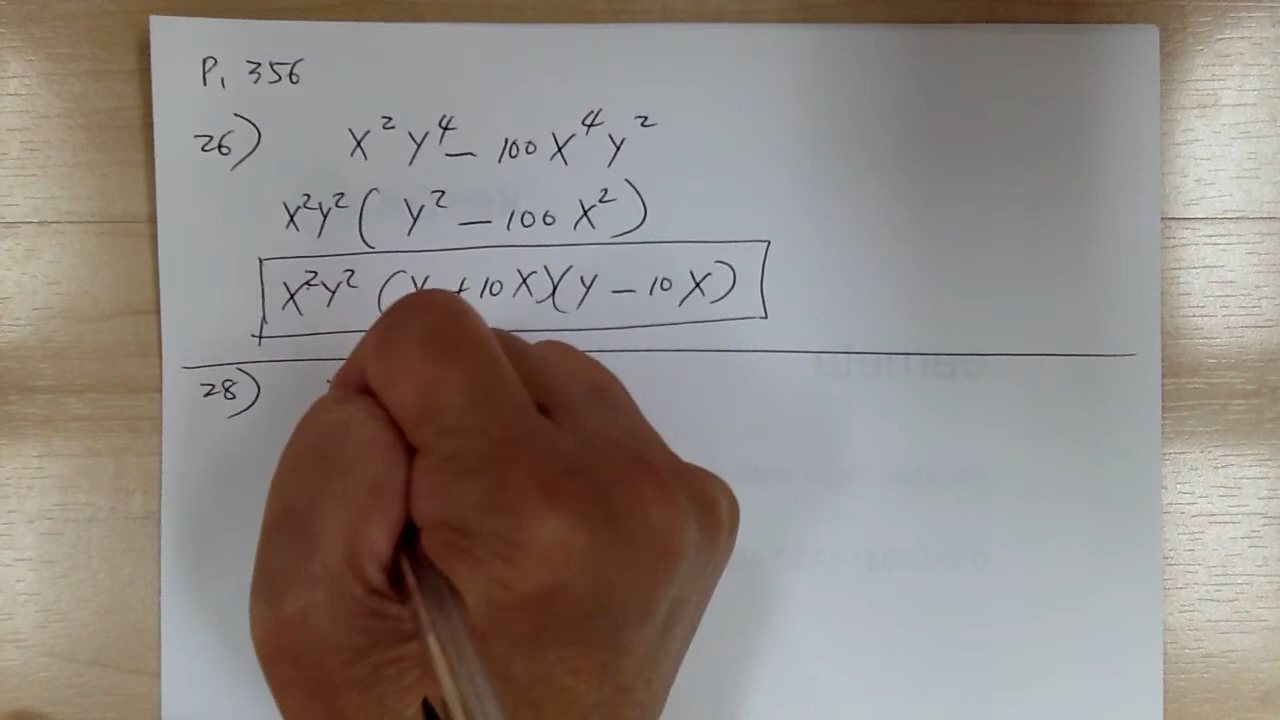 P. 356
26) X²Y⁴ - 100X⁴Y²
X²Y²(Y² - 100X²)
X²Y²(Y + 10X)(Y - 10X)
28)